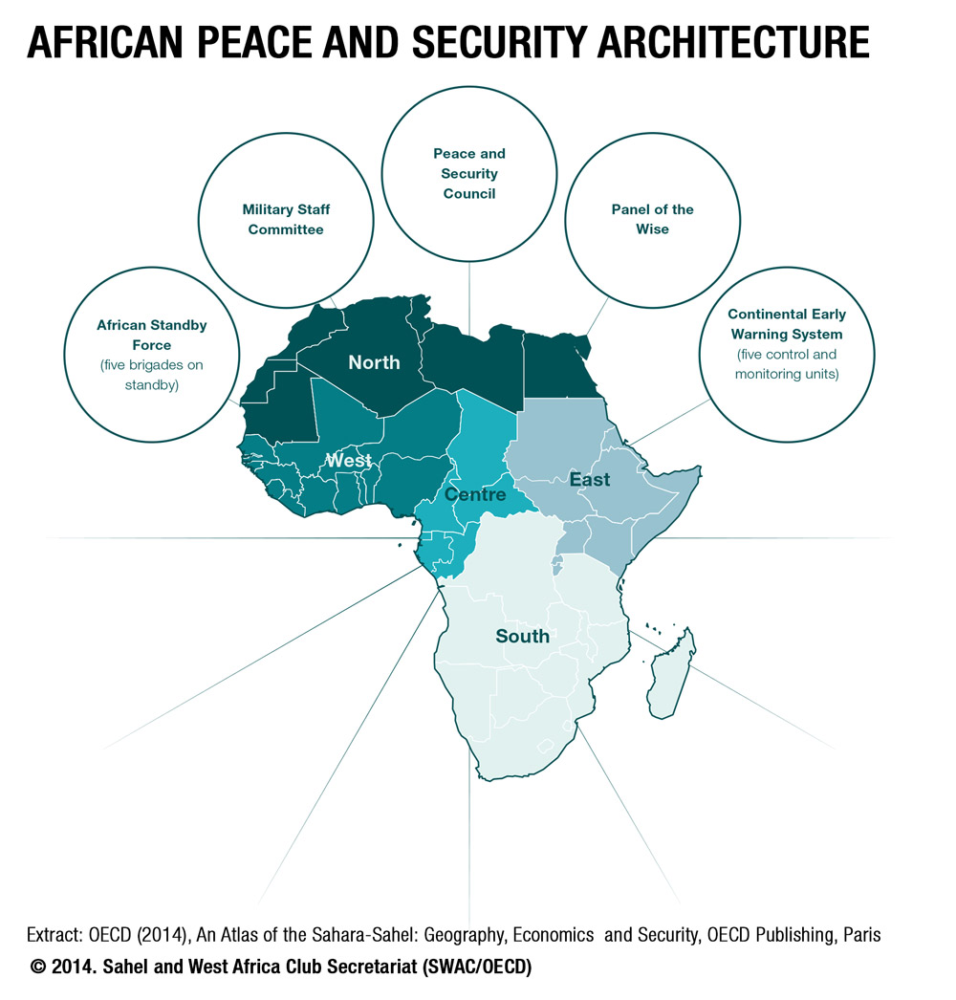 AFRICAN PEACE AND SECURITY ARCHITECTURE
Peace and
Security
Council
Military Staff
Committee
Panel of the
Wise
African Standby
Force
(five brigades on
standby)
Continental Early
Warning System
(five control and
monitoring units)
North
West
Centre
East
South
Extract: OECD (2014), An Atlas of the Sahara-Sahel: Geography, Economics and Security, OECD Publishing, Paris
© 2014. Sahel and West Africa Club Secretariat (SWAC/OECD)